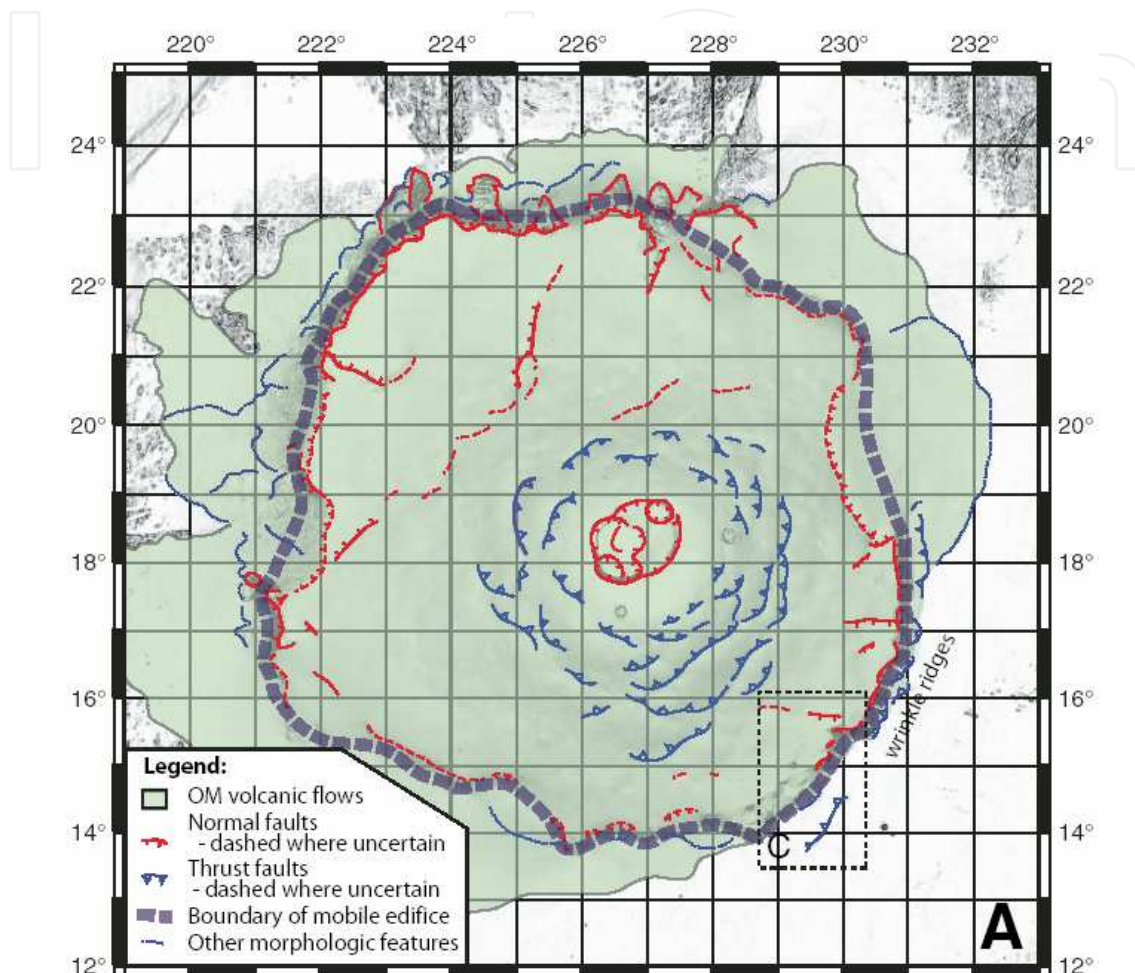 220° 222° 224° 226° 228° 230° 232°
24° 24°
22° 22°
20° 20°
18° 18°
16° 16°
wrinkle ridges
14° 14°
C
12° 12°
A
Legend:
OM volcanic flows
Normal faults
- dashed where uncertain
Thrust faults
- dashed where uncertain
Boundary of mobile edifice
Other morphologic features